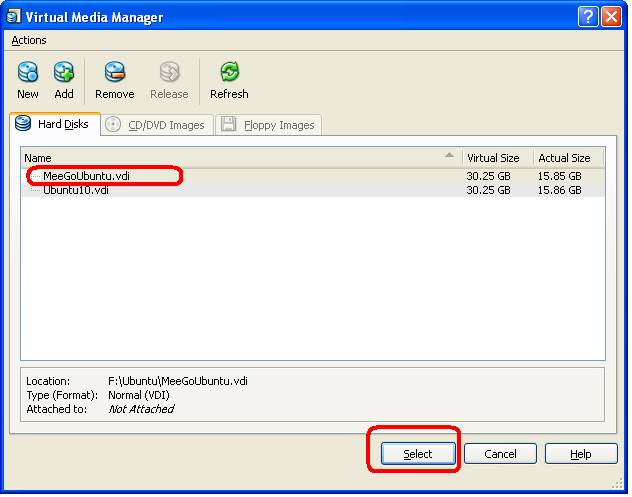 Virtual Media Manager
Actions
New Add Remove Release Refresh
Hard Disks CD/DVD Images Floppy Images
Name Virtual Size Actual Size
MeeGoUbuntu.vdi 30.25 GB 15.85 GB
Ubuntu10.vdi 30.25 GB 15.86 GB
Location: F:\Ubuntu\MeeGoUbuntu.vdi
Type (Format): Normal (VDI)
Attached to: Not Attached
Select Cancel Help